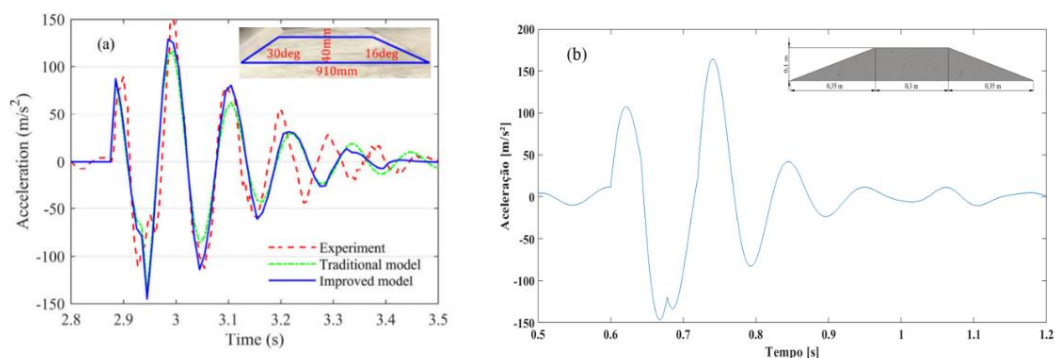 (a)
30deg
40mm
16deg
910mm
150
100
50
0
-50
-100
-150
Acceleration (m/s²)
Experiment
Traditional model
Improved model
2.8
2.9
3
3.1
3.2
3.3
3.4
3.5
Time (s)
(b)
0,1 m
0,35 m
0,3 m
0,35 m
200
150
100
50
0
-50
-100
-150
Aceleração [m/s²]
0.5
0.6
0.7
0.8
0.9
1
1.1
1.2
Tempo [s]